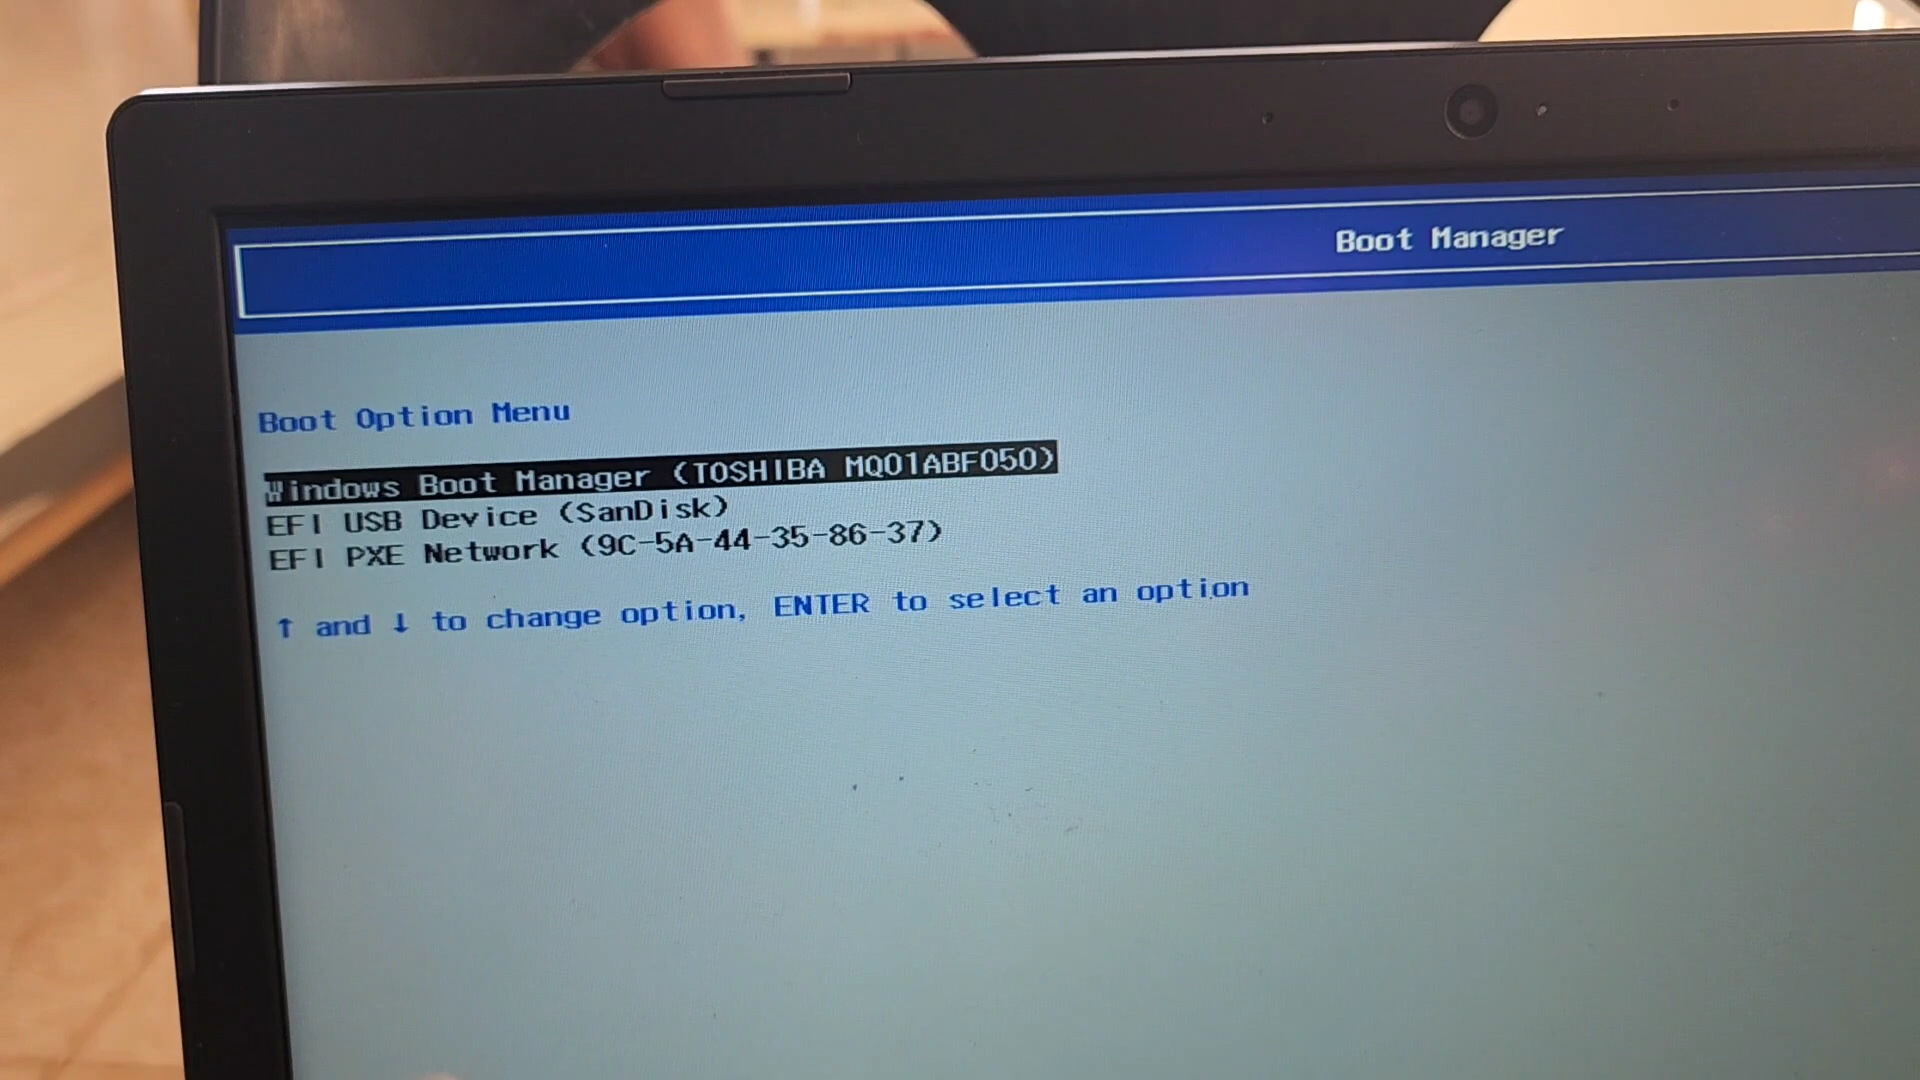 Boot Manager
Boot Option Menu
Windows Boot Manager (TOSHIBA MQ01ABF050)
EFI USB Device (SanDisk)
EFI PXE Network (9C-5A-44-35-86-37)
↑ and ↓ to change option, ENTER to select an option